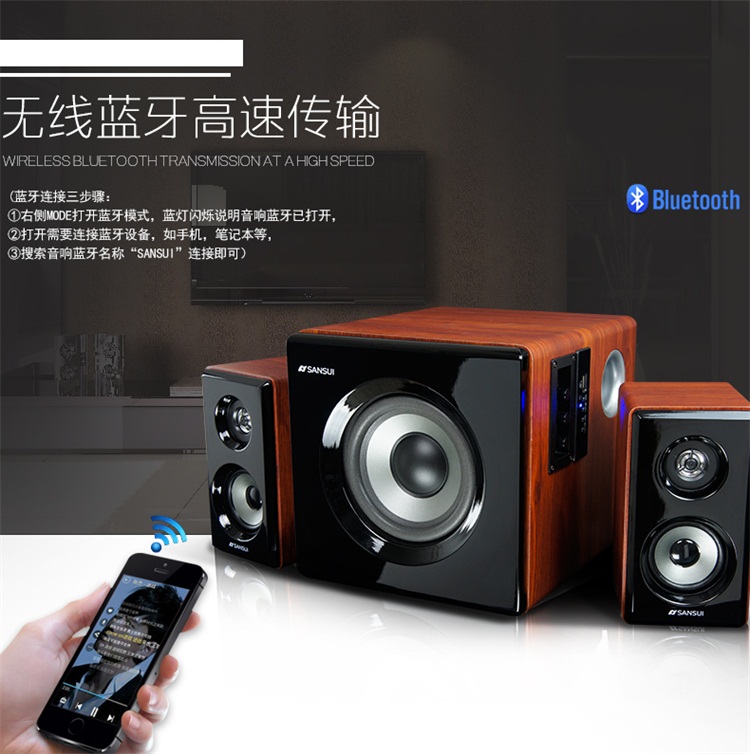 无线蓝牙高速传输
WIRELESS BLUETOOTH TRANSMISSION AT A HIGH SPEED
(蓝牙连接三步骤:
①右侧MODE打开蓝牙模式，蓝灯闪烁说明音响蓝牙已打开，
②打开需要连接蓝牙设备，如手机，笔记本等，
③搜索音响蓝牙名称“SANSUI”连接即可)
Bluetooth
SANSUI
SANSUI
SANSUI